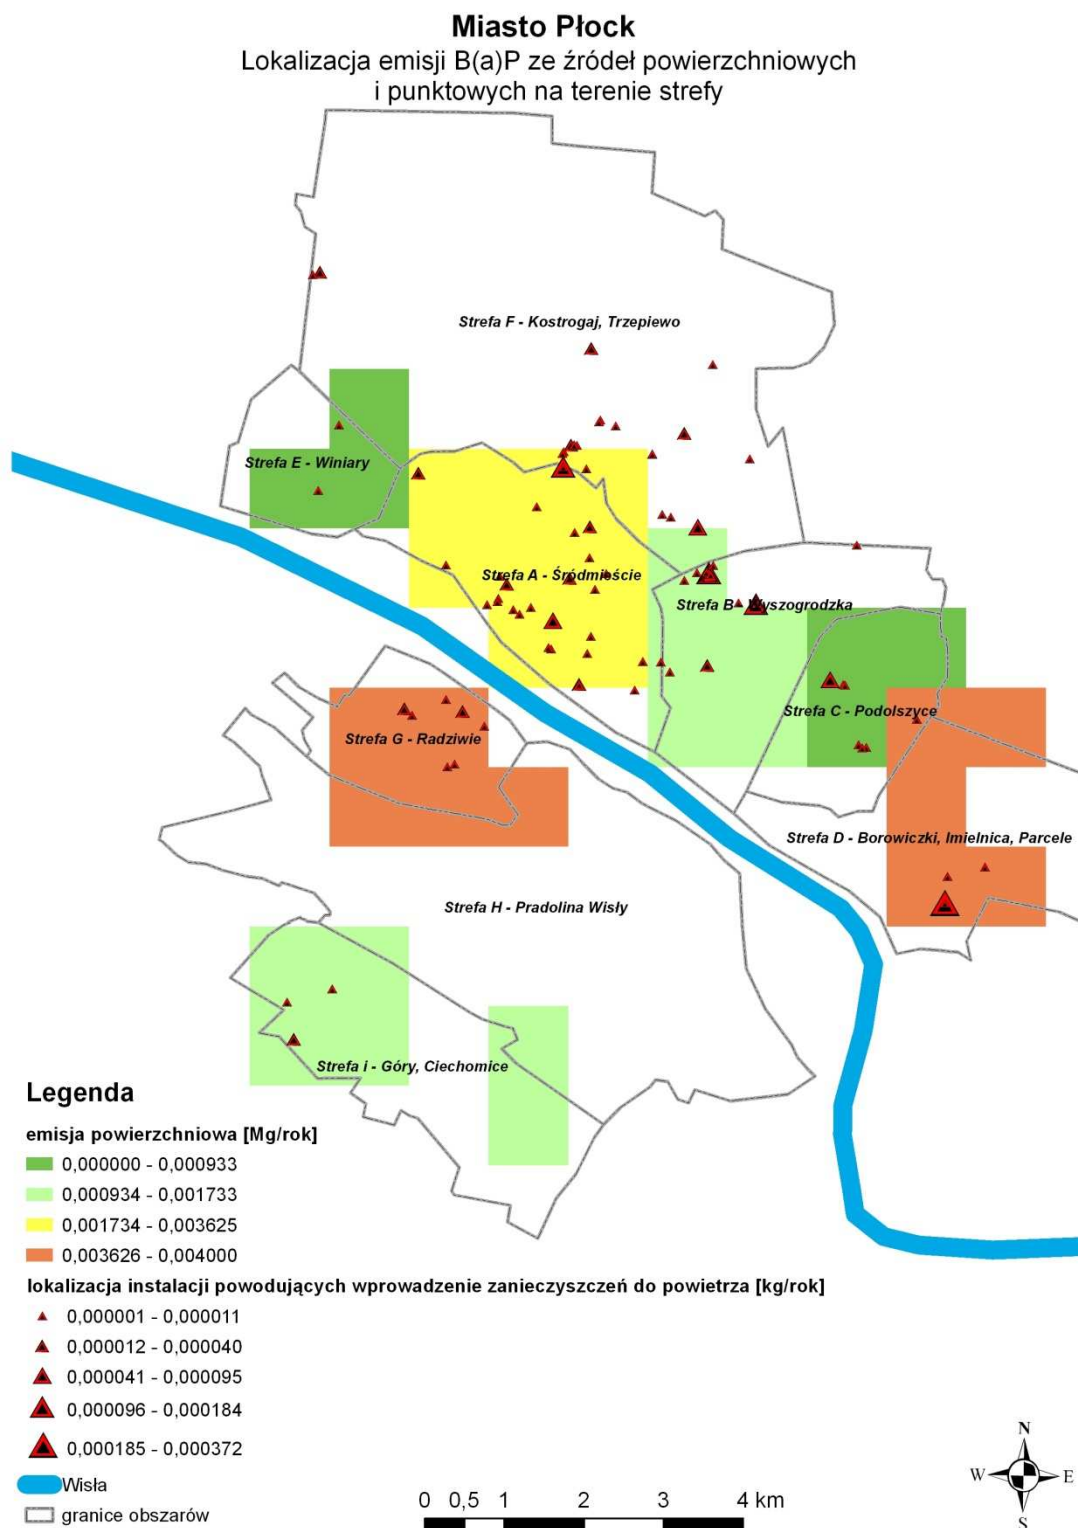 Miasto Płock
Lokalizacja emisji B(a)P ze źródeł powierzchniowych
i punktowych na terenie strefy
Strefa F - Kostrogaj, Trzepiewo
Strefa E - Winiary
Strefa A - Śródmieście
Strefa B - Wyszogrodzka
Strefa C - Podolszyce
Strefa G - Radziwie
Strefa D - Borowiczki, Imielnica, Parcele
Strefa H - Pradolina Wisły
Strefa i - Góry, Ciechomice
Legenda
emisja powierzchniowa [Mg/rok]
0,000000 - 0,000933
0,000934 - 0,001733
0,001734 - 0,003625
0,003626 - 0,004000
lokalizacja instalacji powodujących wprowadzenie zanieczyszczeń do powietrza [kg/rok]
0,000001 - 0,000011
0,000012 - 0,000040
0,000041 - 0,000095
0,000096 - 0,000184
0,000185 - 0,000372
Wisła
granice obszarów
0 0,5 1 2 3 4 km
N
W E
S